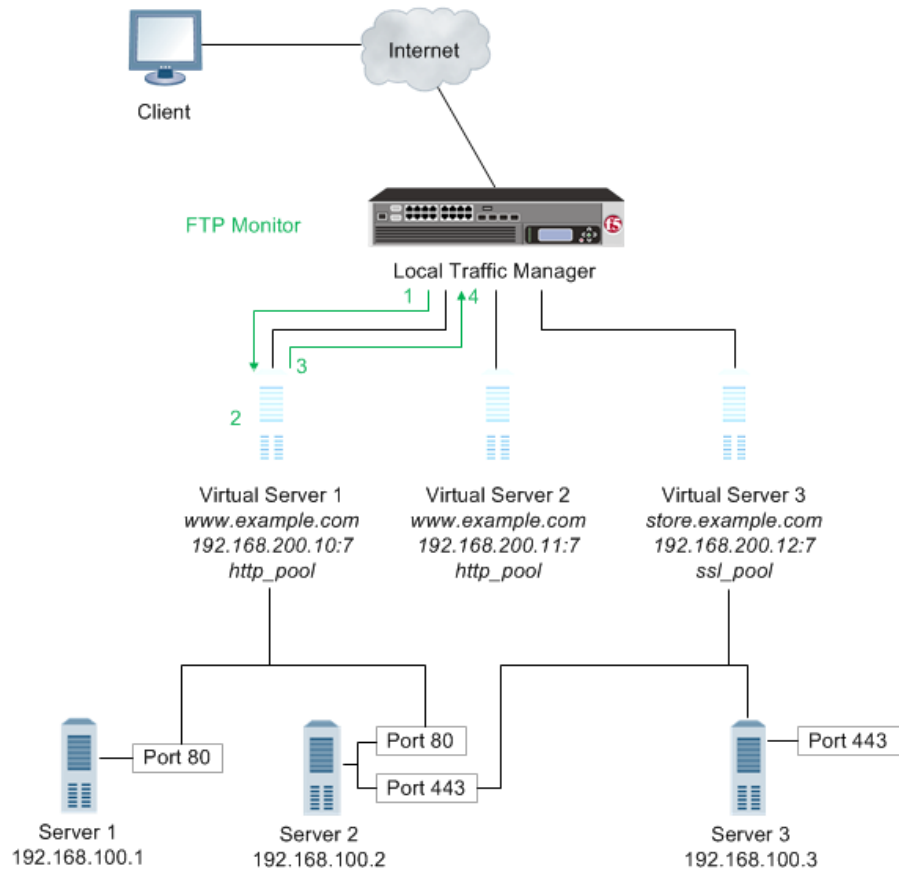 Internet
Client
FTP Monitor
f5
Local Traffic Manager
1
4
3
2
Virtual Server 1
www.example.com
192.168.200.10:7
http_pool
Virtual Server 2
www.example.com
192.168.200.11:7
http_pool
Virtual Server 3
store.example.com
192.168.200.12:7
ssl_pool
Port 80
Port 80
Port 443
Port 443
Server 1
192.168.100.1
Server 2
192.168.100.2
Server 3
192.168.100.3